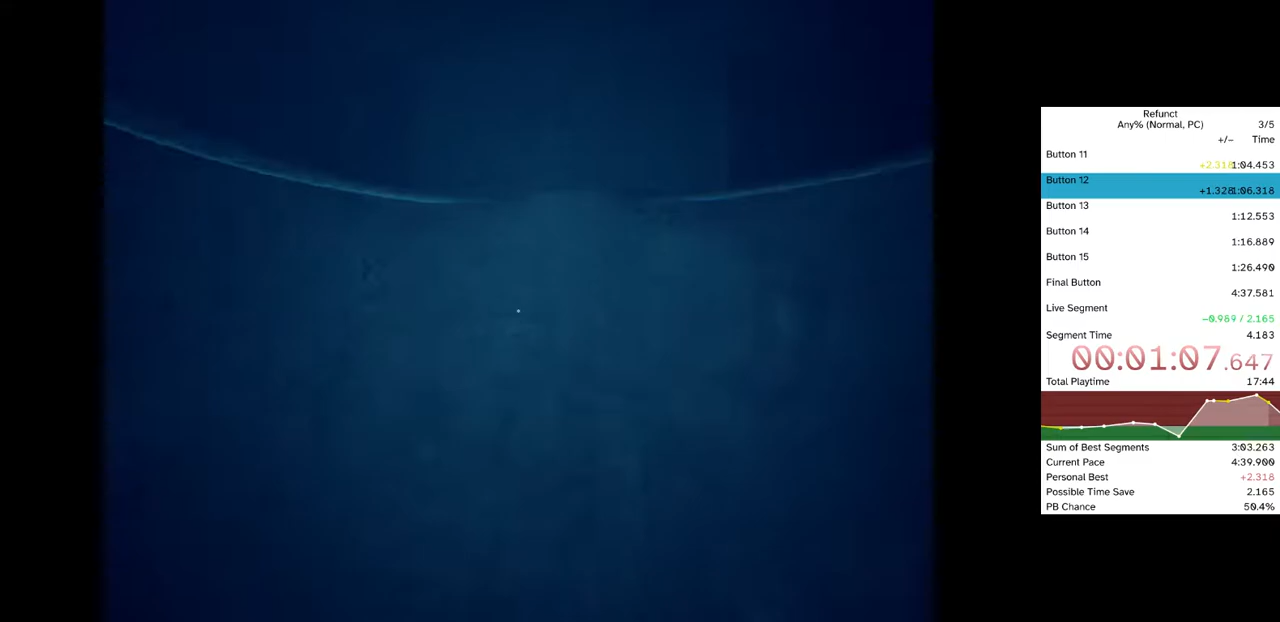 Refunct
Any% (Normal, PC) 3/5
+/− Time
Button 11
+2.318 1:04.453
Button 12
+1.328 1:06.318
Button 13
1:12.553
Button 14
1:16.889
Button 15
1:26.490
Final Button
4:37.581
Live Segment
−0.989 / 2.165
Segment Time 4.183
00:01:07.647
Total Playtime 17:44
Sum of Best Segments 3:03.263
Current Pace 4:39.900
Personal Best +2.318
Possible Time Save 2.165
PB Chance 50.4%